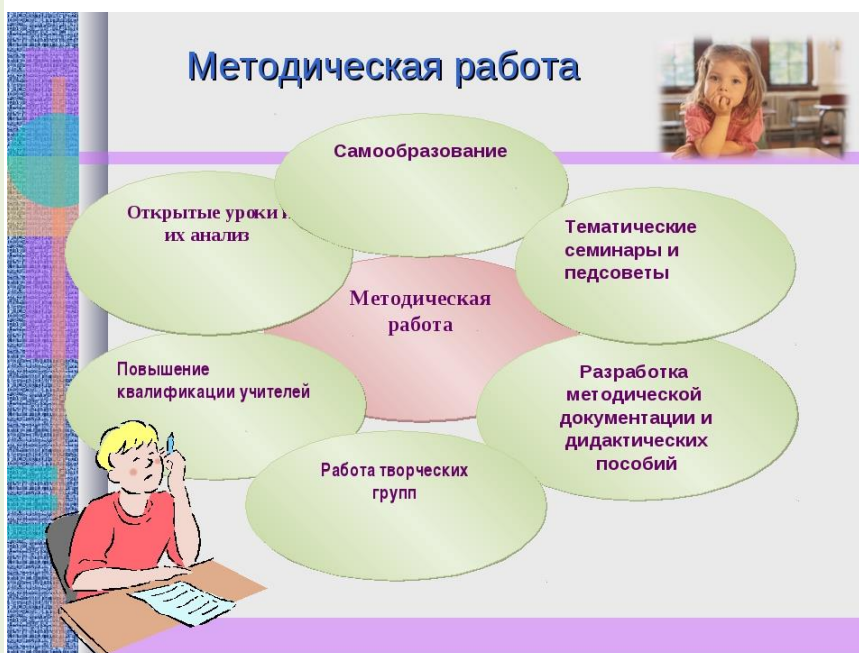 Методическая работа
Самообразование
Открытые уроки и
их анализ
Тематические
семинары и
педсоветы
Методическая
работа
Повышение
квалификации учителей
Разработка
методической
документации и
дидактических
пособий
Работа творческих
групп